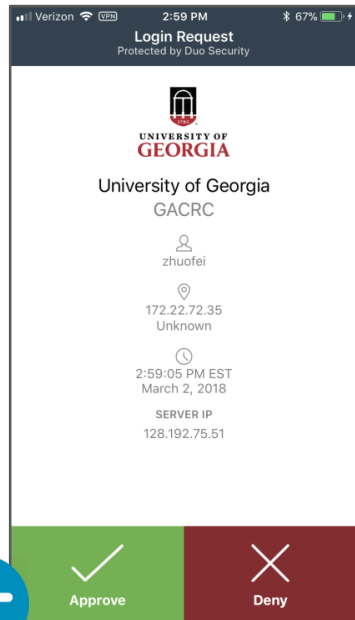 Verizon VPN 2:59 PM 67%
Login Request
Protected by Duo Security
1785
UNIVERSITY OF
GEORGIA
University of Georgia
GACRC
zhuofei
172.22.72.35
Unknown
2:59:05 PM EST
March 2, 2018
SERVER IP
128.192.75.51
Approve Deny